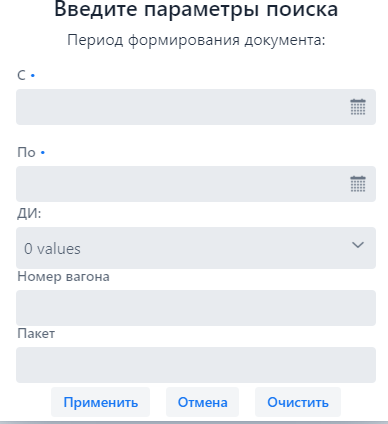 Введите параметры поиска
Период формирования документа:
С •
По •
ДИ:
0 values
Номер вагона
Пакет
Применить Отмена Очистить